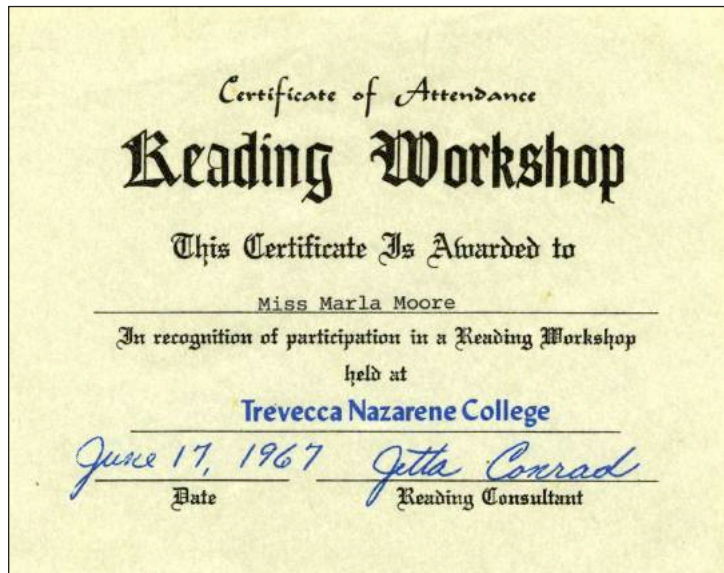 Certificate of Attendance
Reading Workshop
This Certificate Is Awarded to
Miss Marla Moore
In recognition of participation in a Reading Workshop
held at
Trevecca Nazarene College
June 17, 1967 Jetta Conrad
Date Reading Consultant